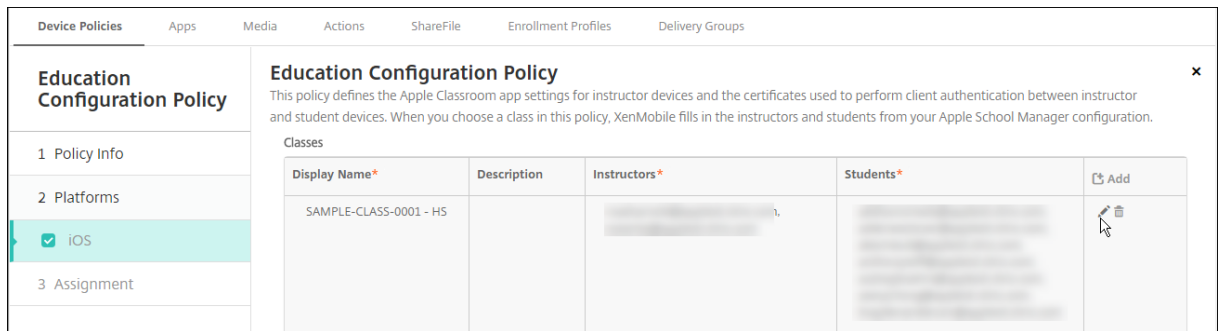 Device Policies Apps Media Actions ShareFile Enrollment Profiles Delivery Groups
Education
Configuration Policy
1 Policy Info
2 Platforms
iOS
3 Assignment
Education Configuration Policy
This policy defines the Apple Classroom app settings for instructor devices and the certificates used to perform client authentication between instructor
and student devices. When you choose a class in this policy, XenMobile fills in the instructors and students from your Apple School Manager configuration.
Classes
Display Name* Description Instructors* Students* Add
SAMPLE-CLASS-0001 - HS